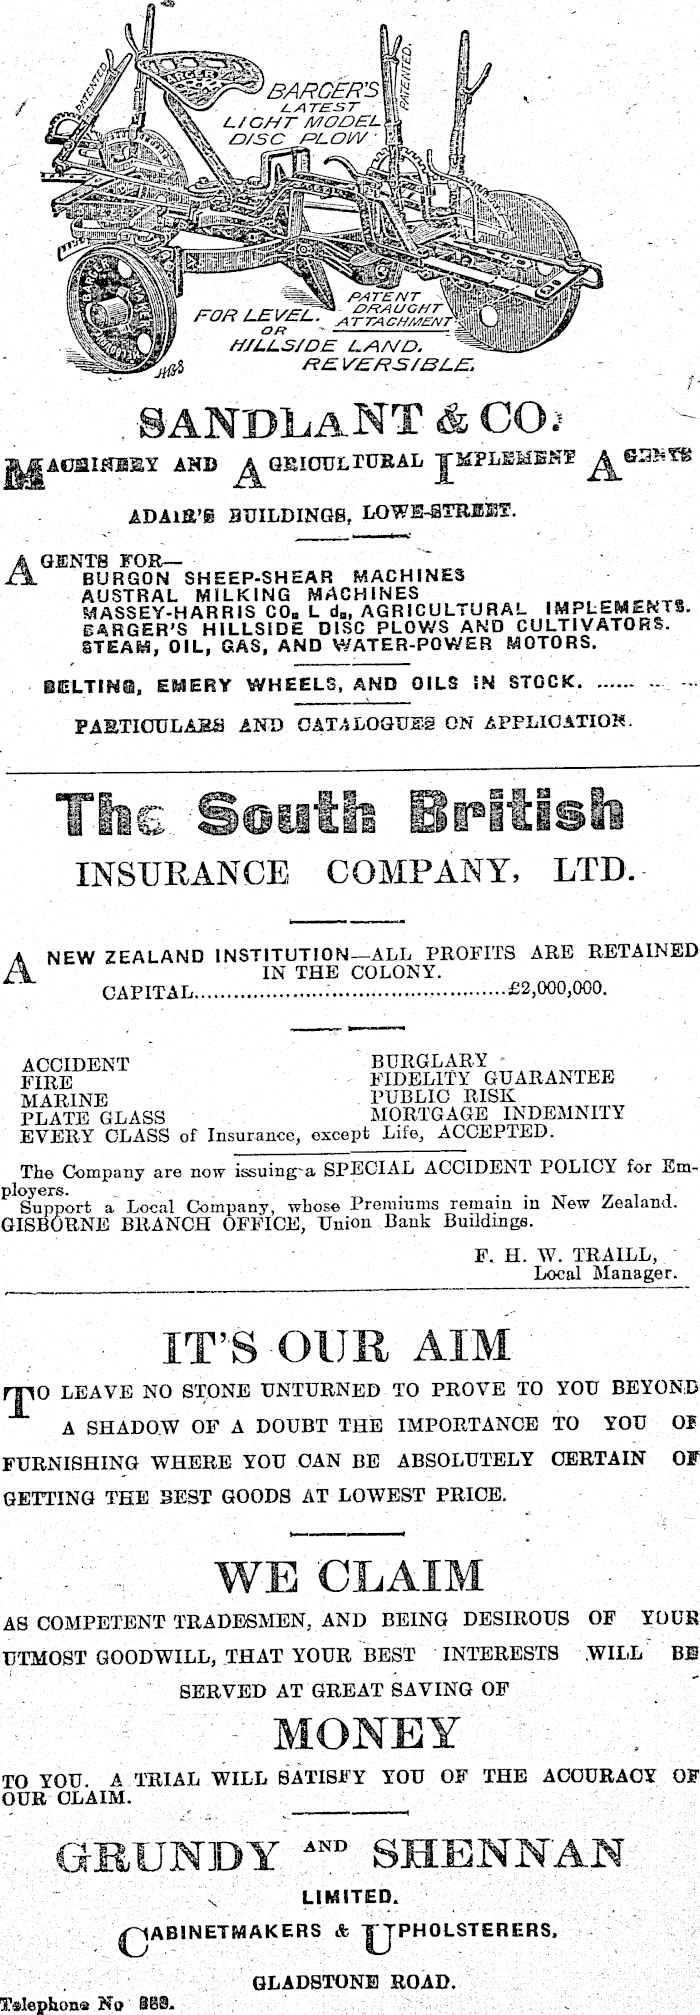 PATENTED
BARGER
BARGER'S
LATEST
LIGHT MODEL
DISC PLOW
PATENTED.
BARGER MAKER
FOR LEVEL.
OR
HILLSIDE LAND.
REVERSIBLE.
PATENT
DRAUGHT
ATTACHMENT
HBS
SANDLANT & CO.
MACHINERY AND AGRICULTURAL IMPLEMENT AGENTS
ADAIR'S BUILDINGS, LOWE-STREET.
AGENTS FOR—
BURGON SHEEP-SHEAR MACHINES
AUSTRAL MILKING MACHINES
MASSEY-HARRIS CO. L d., AGRICULTURAL IMPLEMENTS.
BARGER'S HILLSIDE DISC PLOWS AND CULTIVATORS.
STEAM, OIL, GAS, AND WATER-POWER MOTORS.
BELTING, EMERY WHEELS, AND OILS IN STOCK. ...... ... ...
PARTICULARS AND CATALOGUES ON APPLICATION.
The South British
INSURANCE COMPANY, LTD.
A NEW ZEALAND INSTITUTION—ALL PROFITS ARE RETAINED
IN THE COLONY.
CAPITAL..............................................£2,000,000.
ACCIDENT BURGLARY
FIRE FIDELITY GUARANTEE
MARINE PUBLIC RISK
PLATE GLASS MORTGAGE INDEMNITY
EVERY CLASS of Insurance, except Life, ACCEPTED.
The Company are now issuing a SPECIAL ACCIDENT POLICY for Em-
ployers.
Support a Local Company, whose Premiums remain in New Zealand.
GISBORNE BRANCH OFFICE, Union Bank Buildings.
F. H. W. TRAILL,
Local Manager.
IT'S OUR AIM
TO LEAVE NO STONE UNTURNED TO PROVE TO YOU BEYOND
A SHADOW OF A DOUBT THE IMPORTANCE TO YOU OF
FURNISHING WHERE YOU CAN BE ABSOLUTELY CERTAIN OF
GETTING THE BEST GOODS AT LOWEST PRICE.
WE CLAIM
AS COMPETENT TRADESMEN, AND BEING DESIROUS OF YOUR
UTMOST GOODWILL, THAT YOUR BEST INTERESTS WILL BE
SERVED AT GREAT SAVING OF
MONEY
TO YOU. A TRIAL WILL SATISFY YOU OF THE ACCURACY OF
OUR CLAIM.
GRUNDY AND SHENNAN
LIMITED.
CABINETMAKERS & UPHOLSTERERS,
GLADSTONE ROAD.
Telephone No